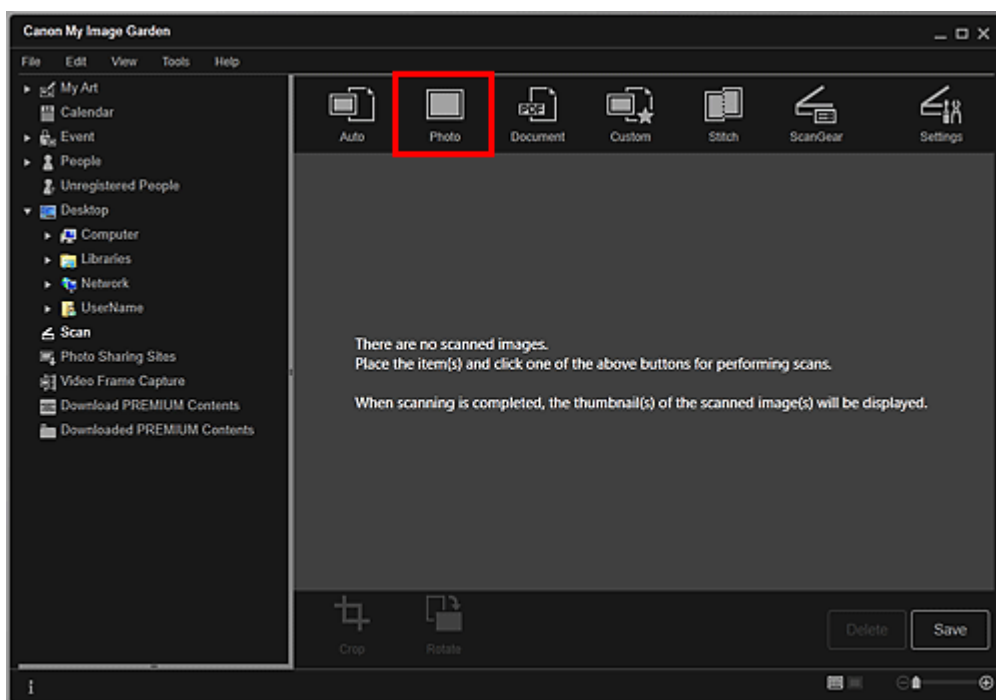 Canon My Image Garden
File Edit View Tools Help
My Art
Calendar
Event
People
Unregistered People
Desktop
Computer
Libraries
Network
UserName
Scan
Photo Sharing Sites
Video Frame Capture
Download PREMIUM Contents
Downloaded PREMIUM Contents
PDF
Auto Photo Document Custom Stitch ScanGear Settings
There are no scanned images.
Place the item(s) and click one of the above buttons for performing scans.
When scanning is completed, the thumbnail(s) of the scanned image(s) will be displayed.
Crop Rotate Delete Save
i